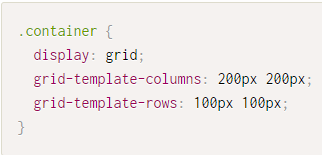 .container {
  display: grid;
  grid-template-columns: 200px 200px;
  grid-template-rows: 100px 100px;
}